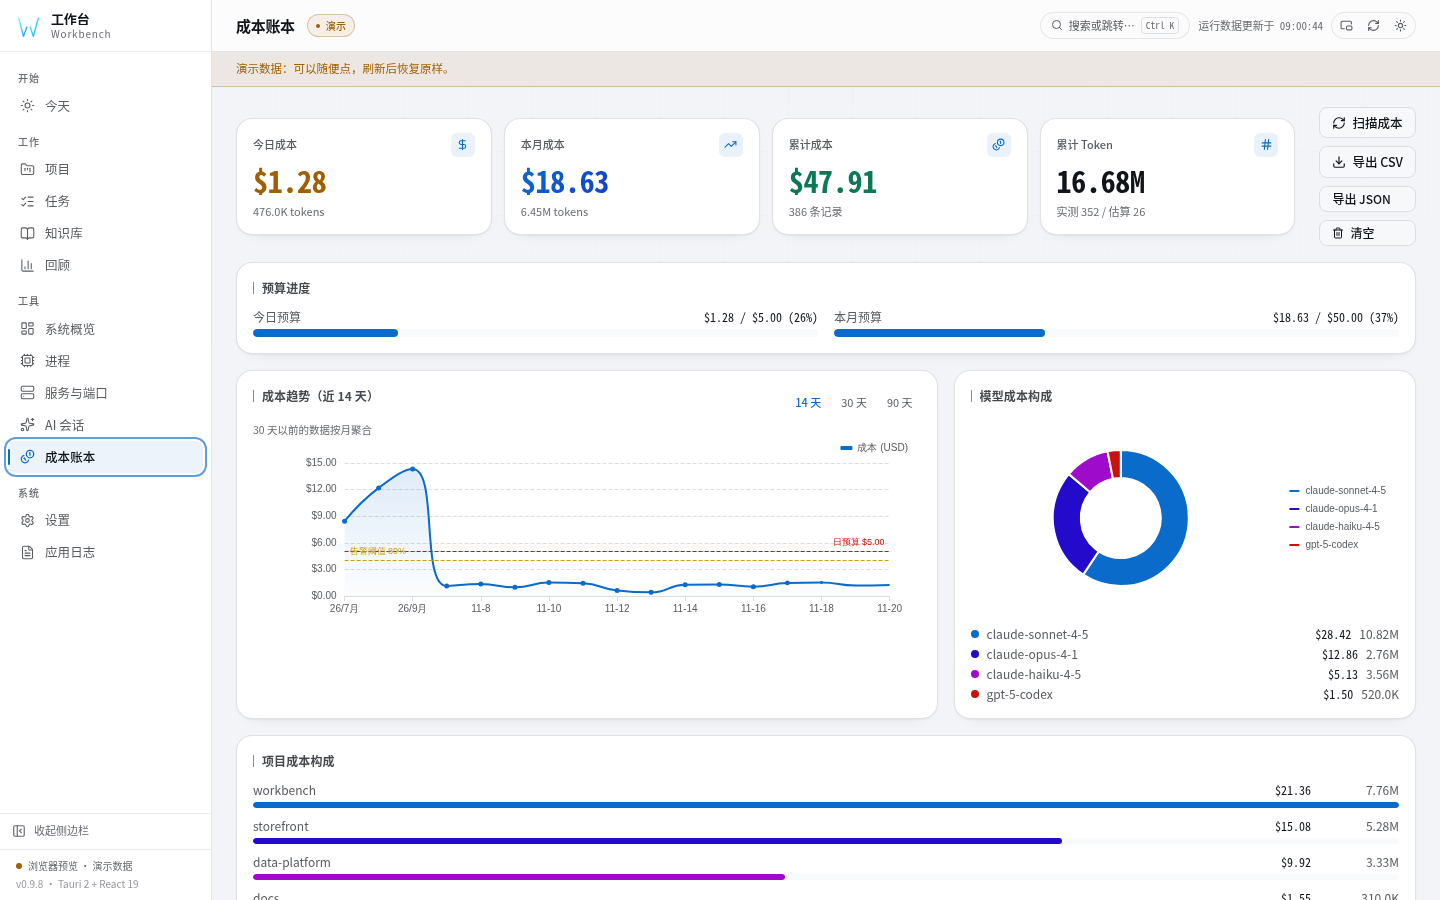 工作台
Workbench
开始
今天
工作
项目
任务
知识库
回顾
工具
系统概览
进程
服务与端口
AI 会话
成本账本
系统
设置
应用日志
收起侧边栏
浏览器预览 · 演示数据
v0.9.8 · Tauri 2 + React 19
成本账本
演示
搜索或跳转…
Ctrl K
运行数据更新于 09:00:44
演示数据：可以随便点，刷新后恢复原样。
今日成本
$1.28
476.0K tokens
本月成本
$18.63
6.45M tokens
累计成本
$47.91
386 条记录
累计 Token
16.68M
实测 352 / 估算 26
扫描成本
导出 CSV
导出 JSON
清空
预算进度
今日预算
$1.28 / $5.00 (26%)
本月预算
$18.63 / $50.00 (37%)
成本趋势（近 14 天）
14 天
30 天
90 天
30 天以前的数据按月聚合
成本 (USD)
$15.00
$12.00
$9.00
$6.00
$3.00
$0.00
日预算 $5.00
告警阈值 80%
26/7月
26/9月
11-8
11-10
11-12
11-14
11-16
11-18
11-20
模型成本构成
claude-sonnet-4-5
claude-opus-4-1
claude-haiku-4-5
gpt-5-codex
claude-sonnet-4-5 $28.42 10.82M
claude-opus-4-1 $12.86 2.76M
claude-haiku-4-5 $5.13 3.56M
gpt-5-codex $1.50 520.0K
项目成本构成
workbench $21.36 7.76M
storefront $15.08 5.28M
data-platform $9.92 3.33M
docs $1.55 310.0K